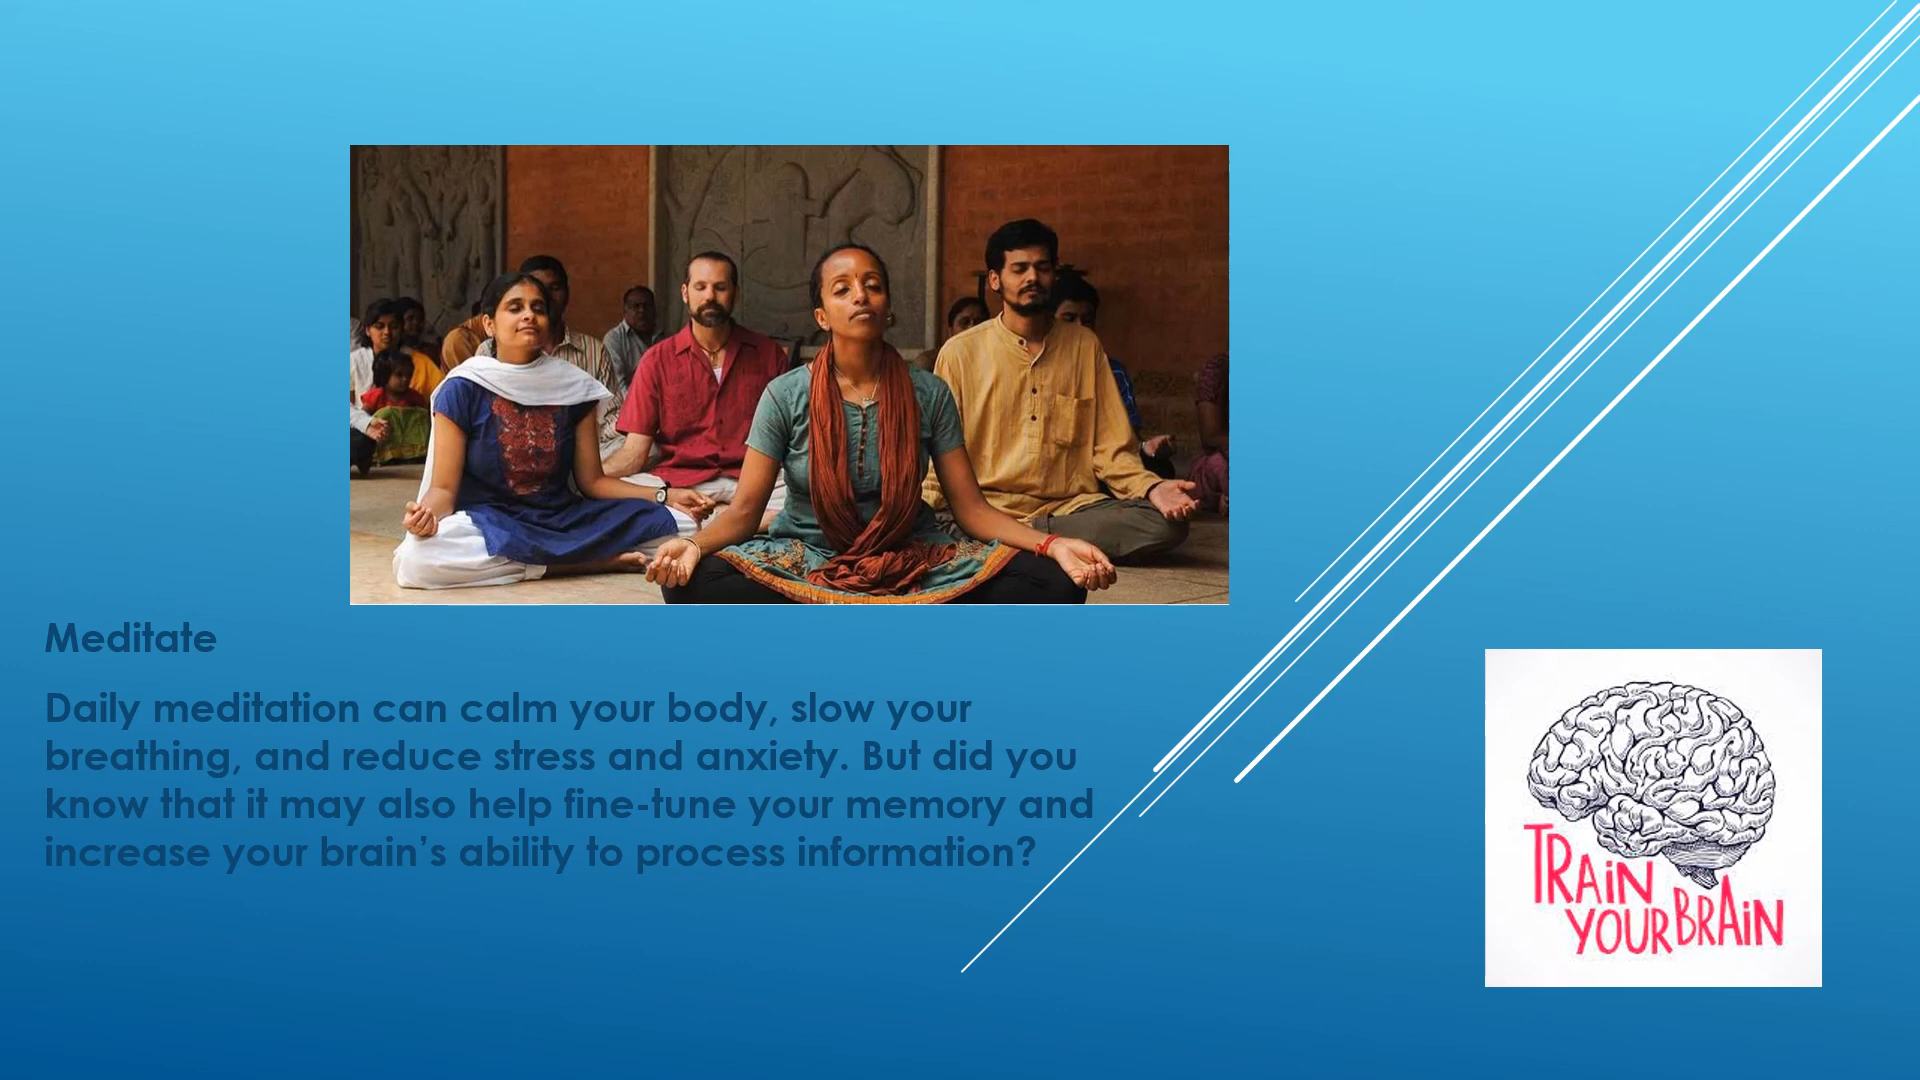 Meditate
Daily meditation can calm your body, slow your
breathing, and reduce stress and anxiety. But did you
know that it may also help fine-tune your memory and
increase your brain’s ability to process information?
TRAiN
YOUR BRAiN